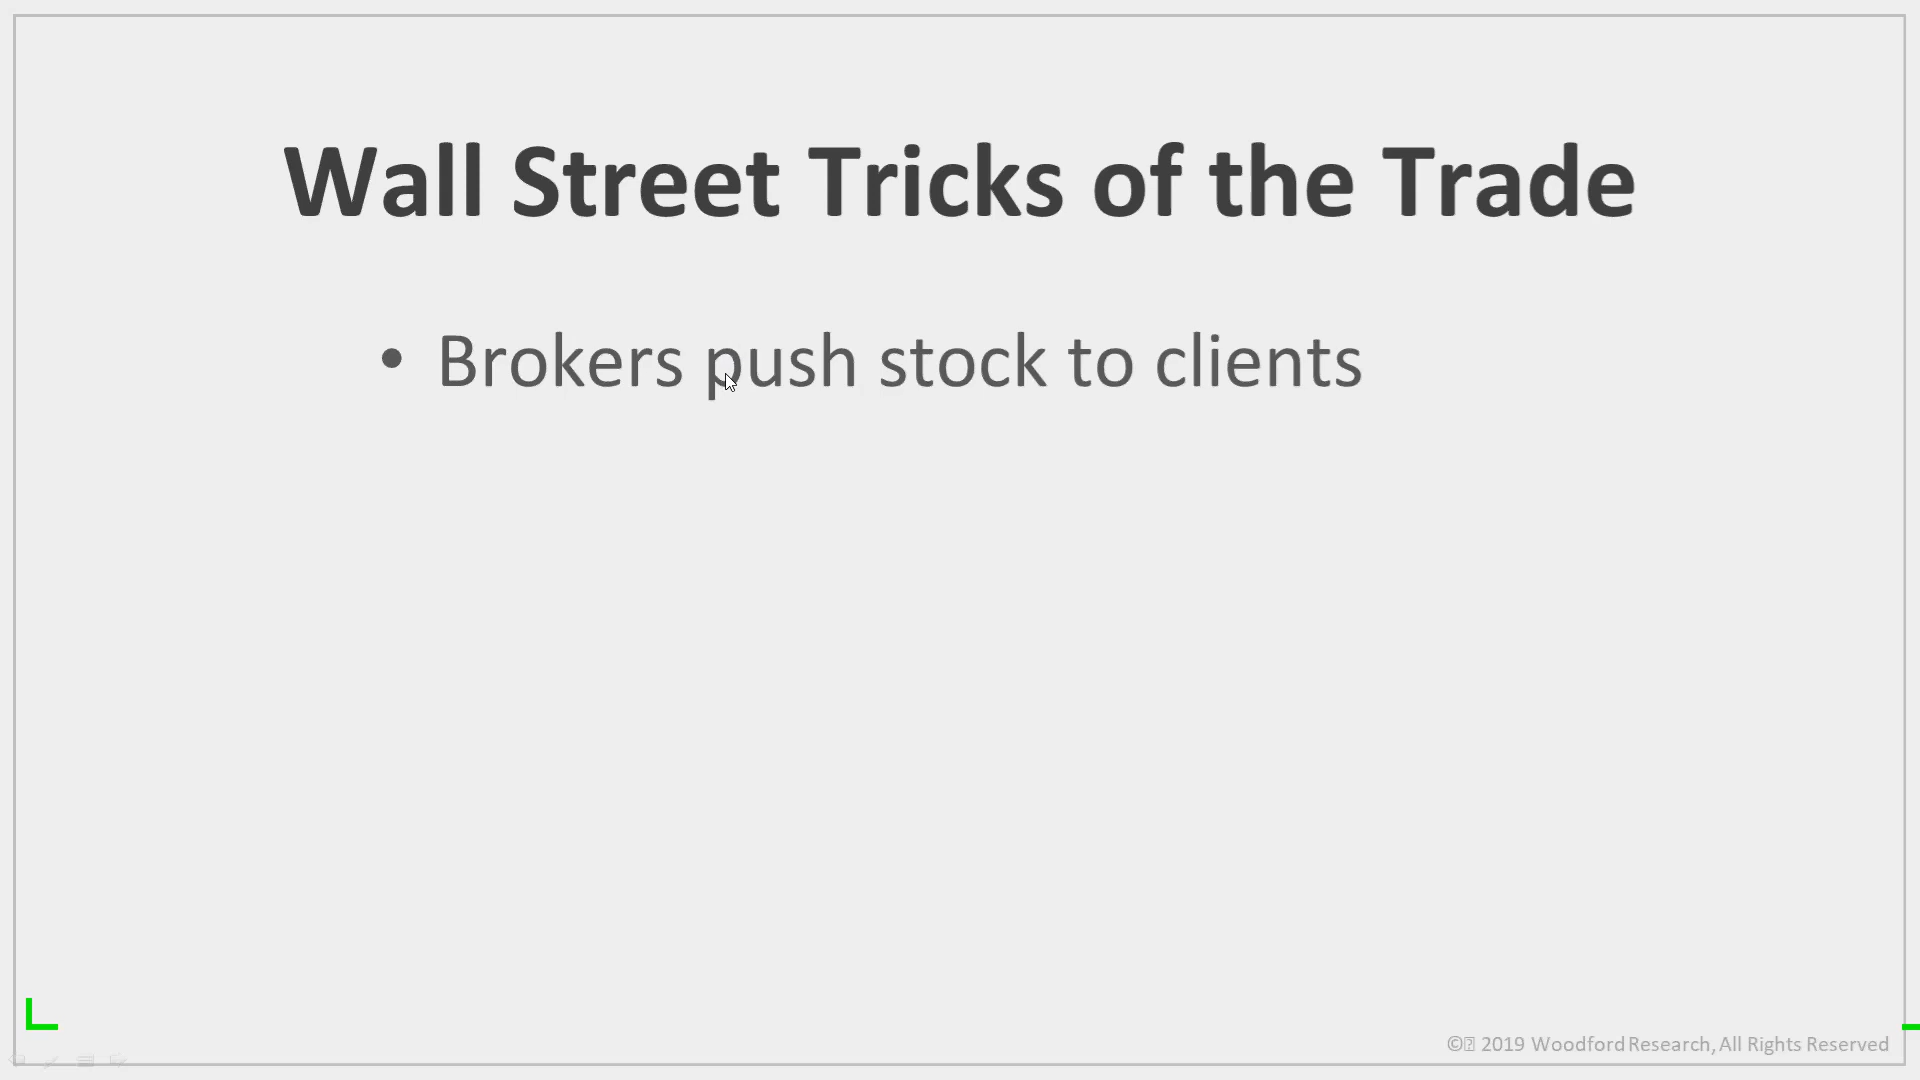 Wall Street Tricks of the Trade
• Brokers push stock to clients
© 2019 Woodford Research, All Rights Reserved